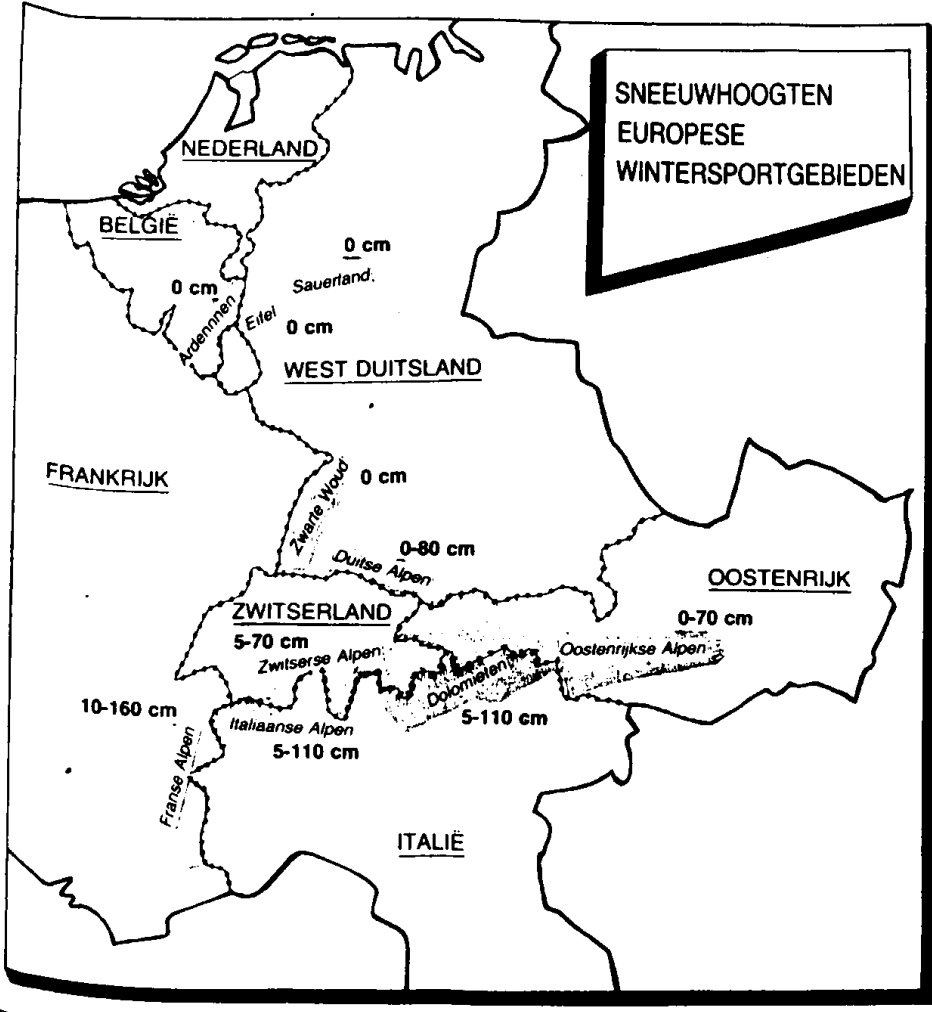 SNEEUWHOOGTEN
EUROPESE
WINTERSPORTGEBIEDEN
NEDERLAND
BELGIË
0 cm
Sauerland
0 cm
Ardennnen
Eifel
0 cm
WEST DUITSLAND
FRANKRIJK
0 cm
Zwarte Woud
0-80 cm
Duitse Alpen
OOSTENRIJK
ZWITSERLAND
0-70 cm
5-70 cm
Oostenrijkse Alpen
Zwitserse Alpen
Dolomieten
10-160 cm
5-110 cm
Italiaanse Alpen
5-110 cm
Franse Alpen
ITALIË